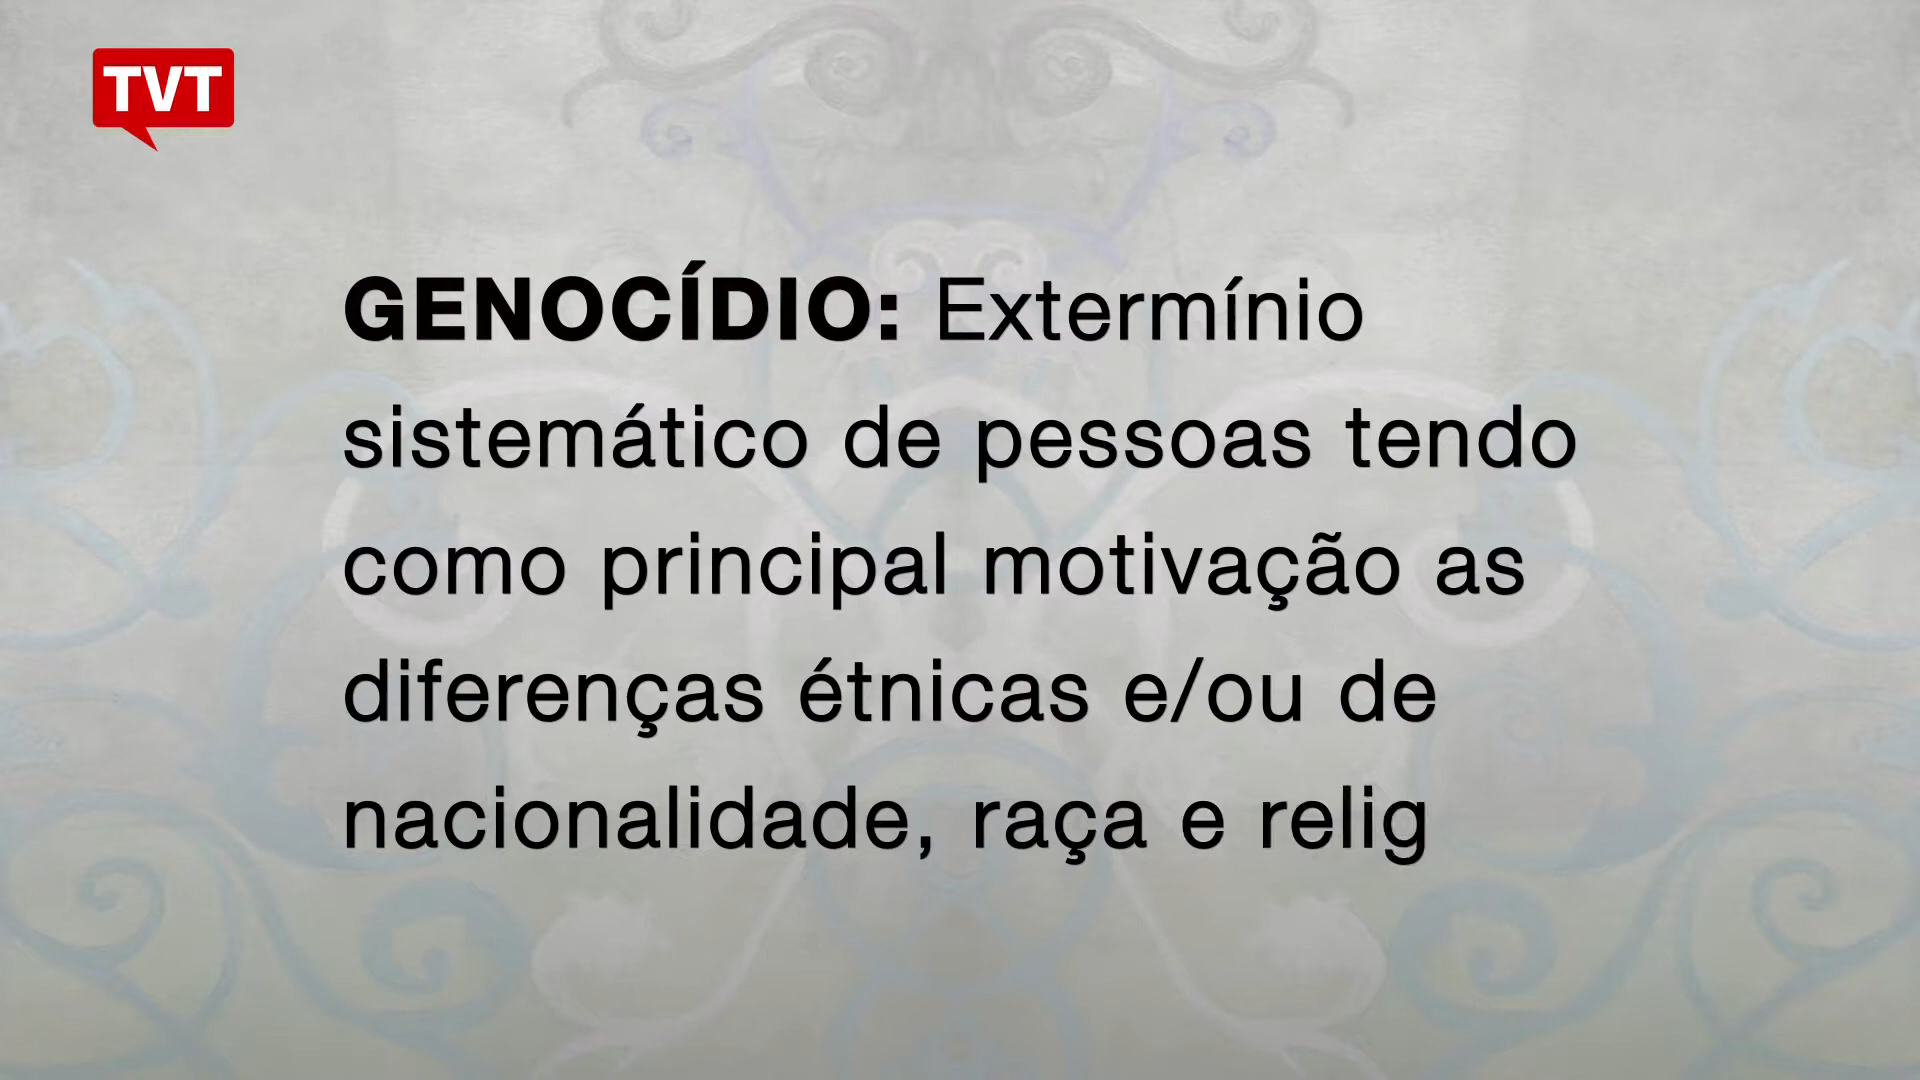 TVT
GENOCÍDIO: Extermínio
sistemático de pessoas tendo
como principal motivação as
diferenças étnicas e/ou de
nacionalidade, raça e relig